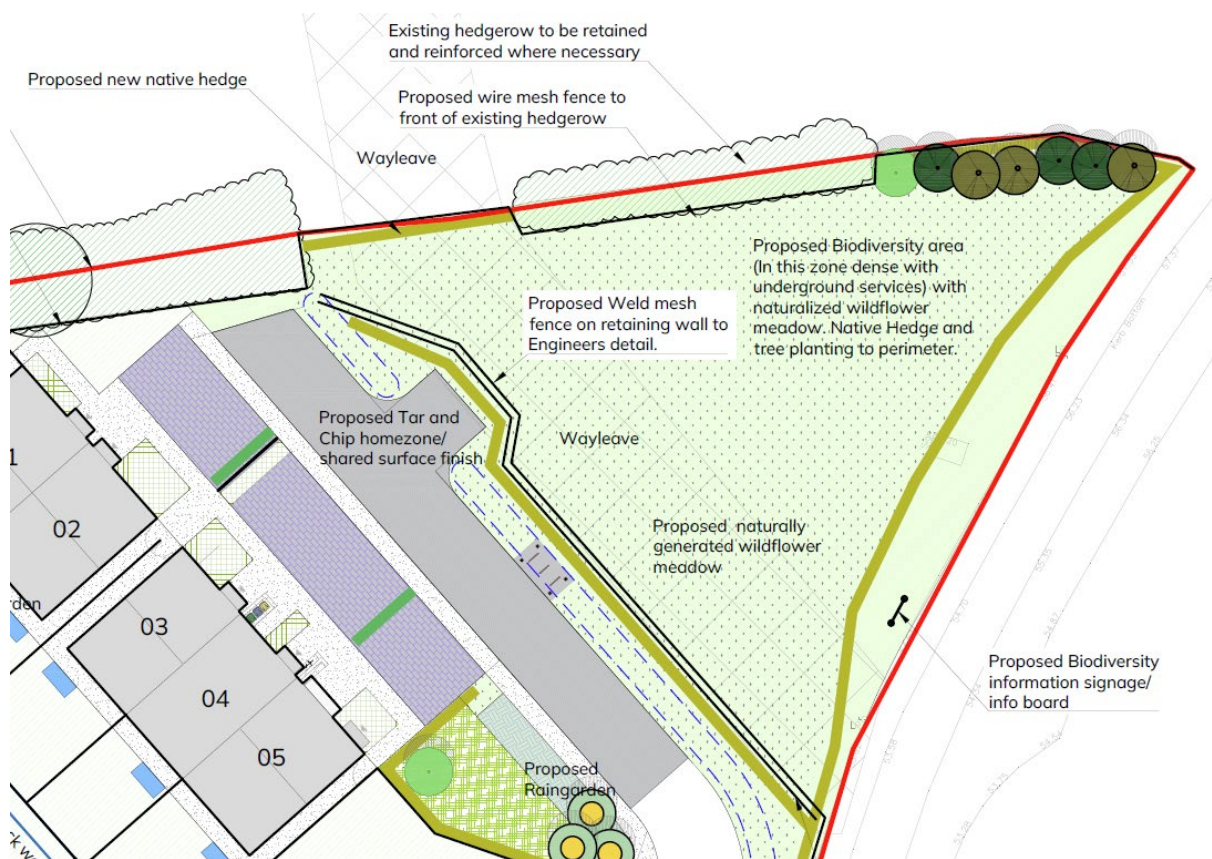 Existing hedgerow to be retained
and reinforced where necessary
Proposed new native hedge
Proposed wire mesh fence to
front of existing hedgerow
Wayleave
Proposed Biodiversity area
(In this zone dense with
underground services) with
naturalized wildflower
meadow. Native Hedge and
tree planting to perimeter.
Proposed Weld mesh
fence on retaining wall to
Engineers detail.
Kerb Bottom
Proposed Tar and
Chip homezone/
shared surface finish
Wayleave
Proposed naturally
generated wildflower
meadow
1
02
03
04
05
Proposed Biodiversity
information signage/
info board
Proposed
Raingarden